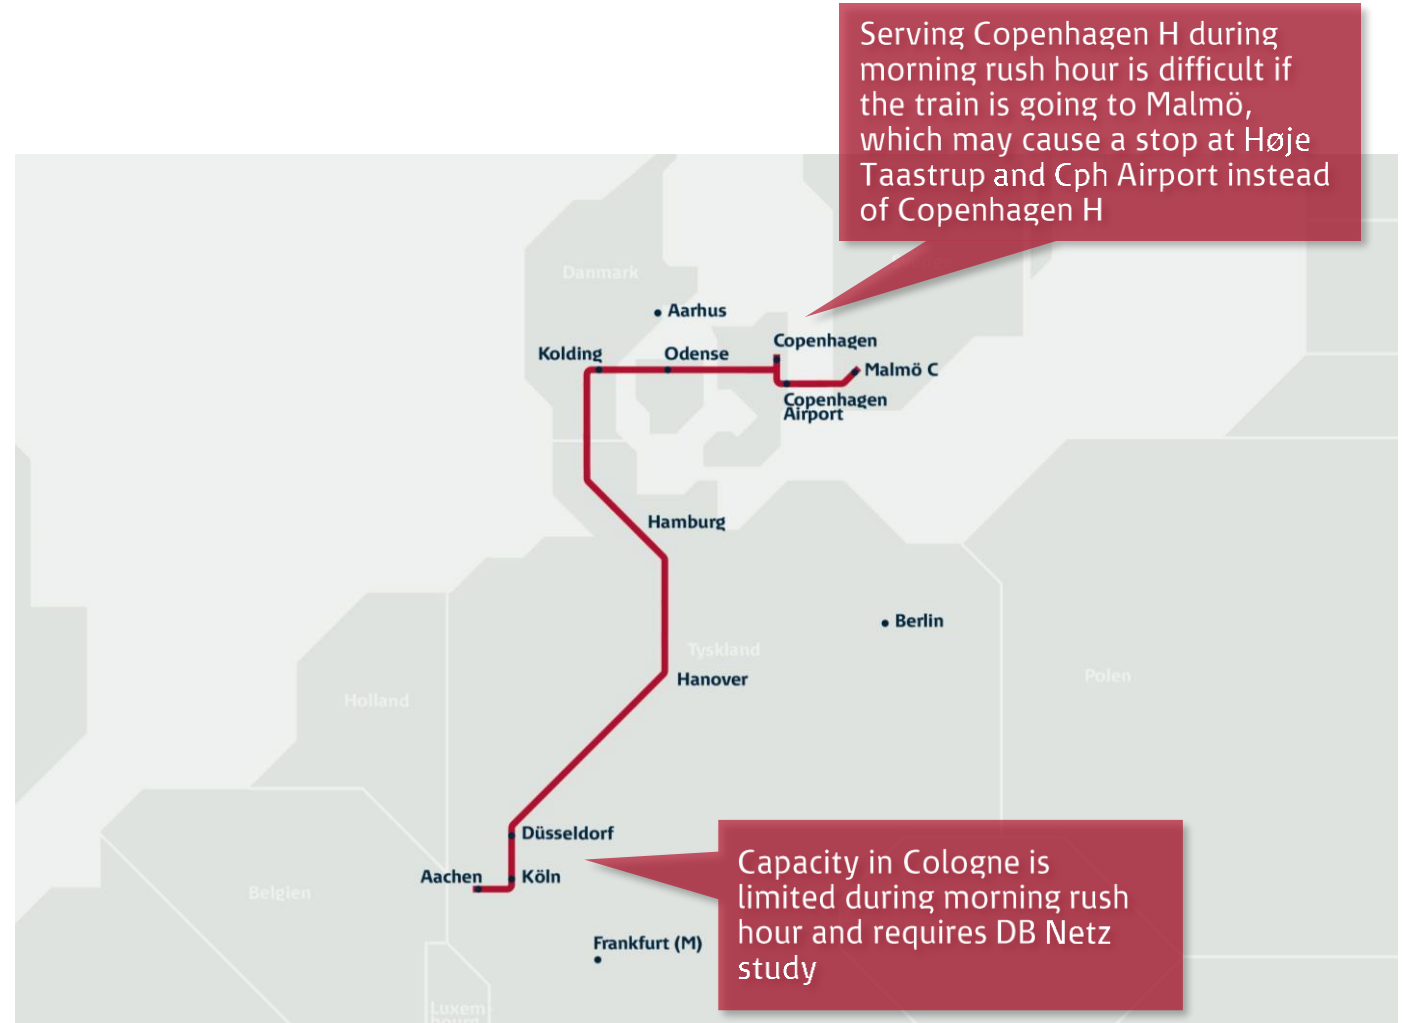 Serving Copenhagen H during
morning rush hour is difficult if
the train is going to Malmö,
which may cause a stop at Høje
Taastrup and Cph Airport instead
of Copenhagen H
Danmark
Aarhus
Copenhagen
Kolding
Odense
Malmö C
Copenhagen
Airport
Hamburg
Berlin
Tyskland
Polen
Hanover
Holland
Düsseldorf
Aachen
Köln
Belgien
Capacity in Cologne is
limited during morning rush
hour and requires DB Netz
study
Frankfurt (M)
Luxem
bourg